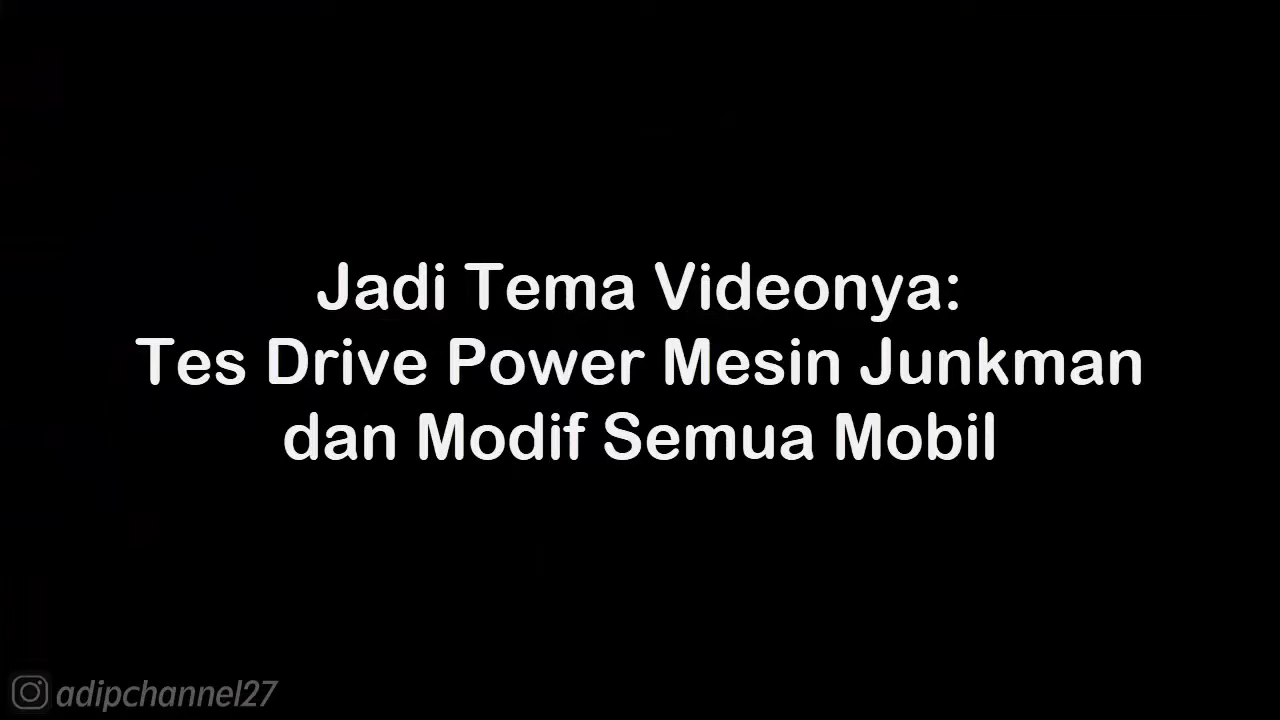 Jadi Tema Videonya:
Tes Drive Power Mesin Junkman
dan Modif Semua Mobil
adipchannel27